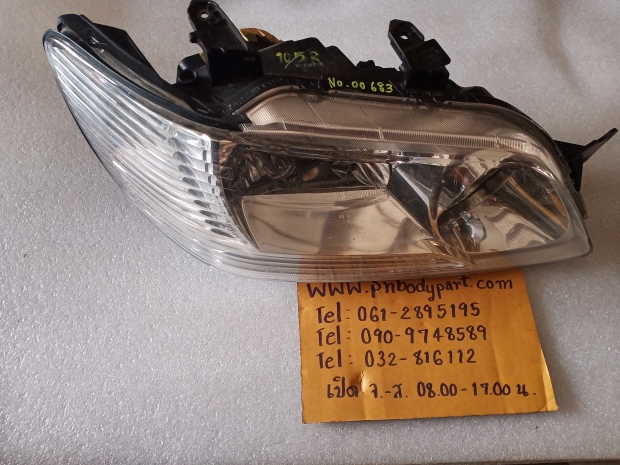 No.00683
www.pnbodypart.com
Tel: 061-2895195
Tel: 090-9748589
Tel: 032-816112
เปิด จ.-ส. 08.00-17.00 น.